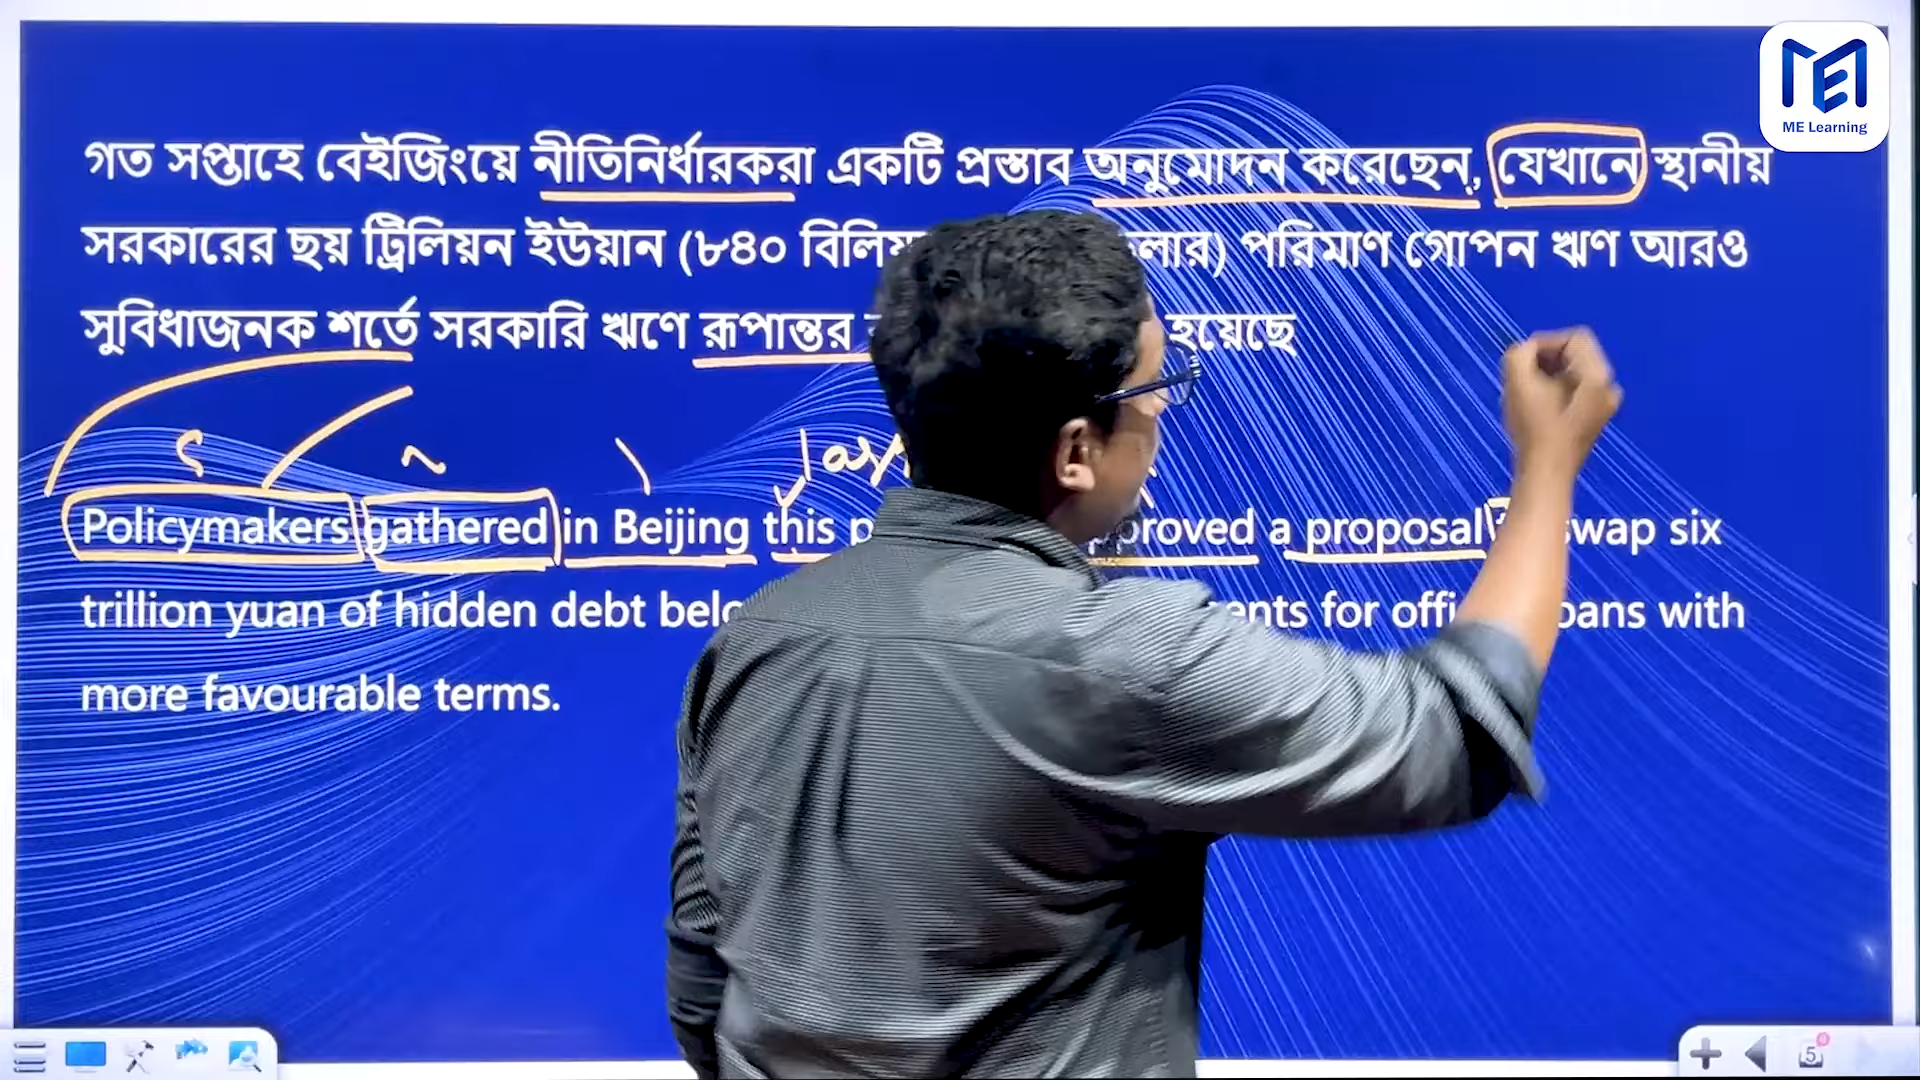 ME Learning
গত সপ্তাহে বেইজিংয়ে নীতিনির্ধারকরা একটি প্রস্তাব অনুমোদন করেছেন, যেখানে স্থানীয়
সরকারের ছয় ট্রিলিয়ন ইউয়ান (৮৪০ পরিমাণ গোপন ঋণ আরও
সুবিধাজনক শর্তে সরকারি ঋণে রূপান্তর হয়েছে
Policymakers gathered in Beijing this a proposal swap six
trillion yuan of hidden debt for with
more favourable terms.
5